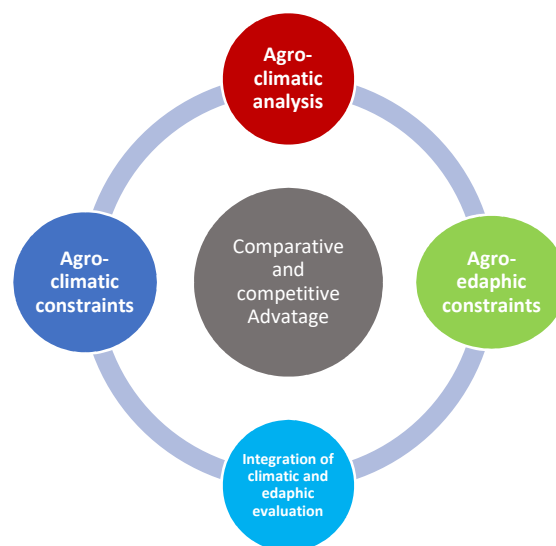 Agro-
climatic
analysis
Agro-
climatic
constraints
Comparative
and
competitive
Advatage
Agro-
edaphic
constraints
Integration of
climatic and
edaphic
evaluation